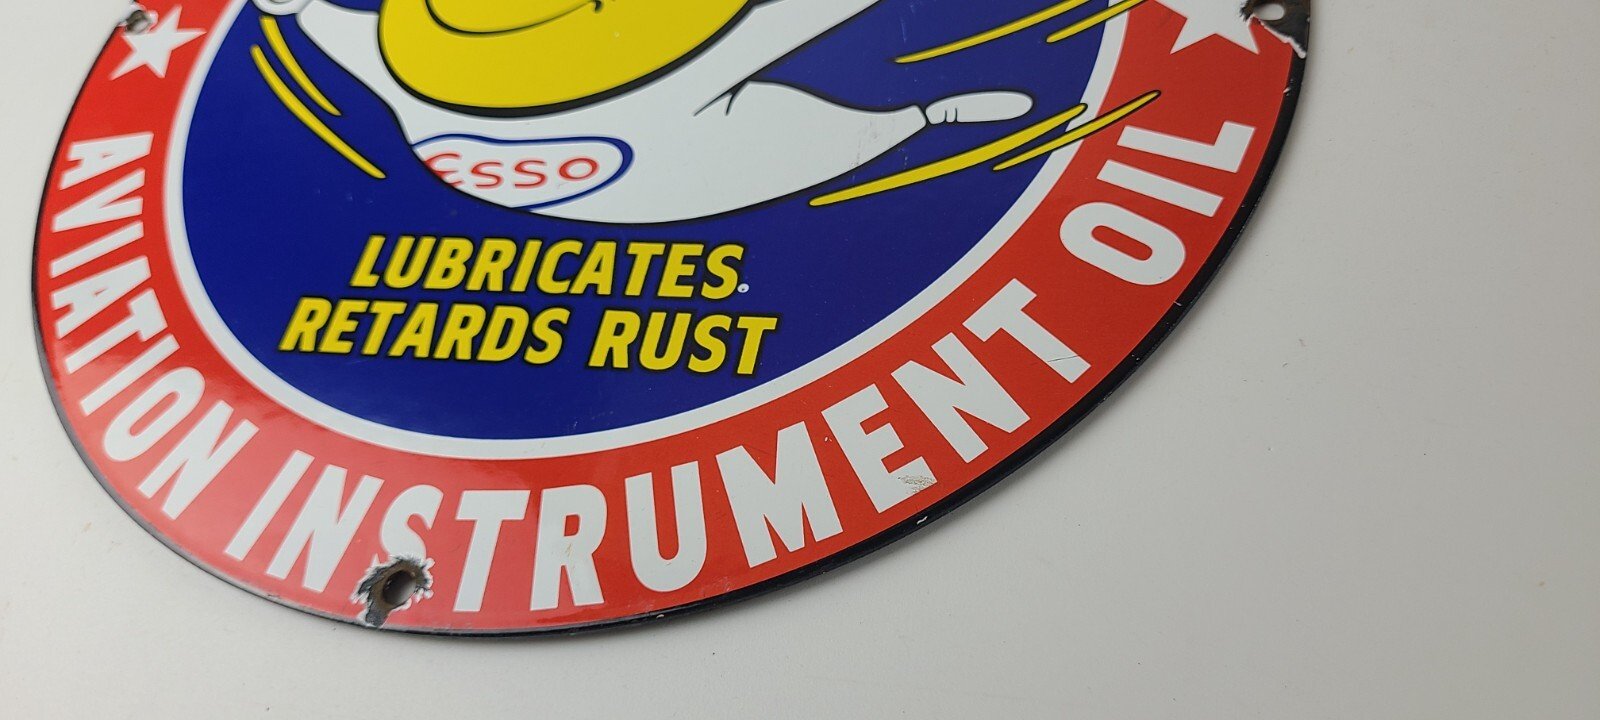 ESSO
LUBRICATES.
RETARDS RUST
AVIATION INSTRUMENT OIL